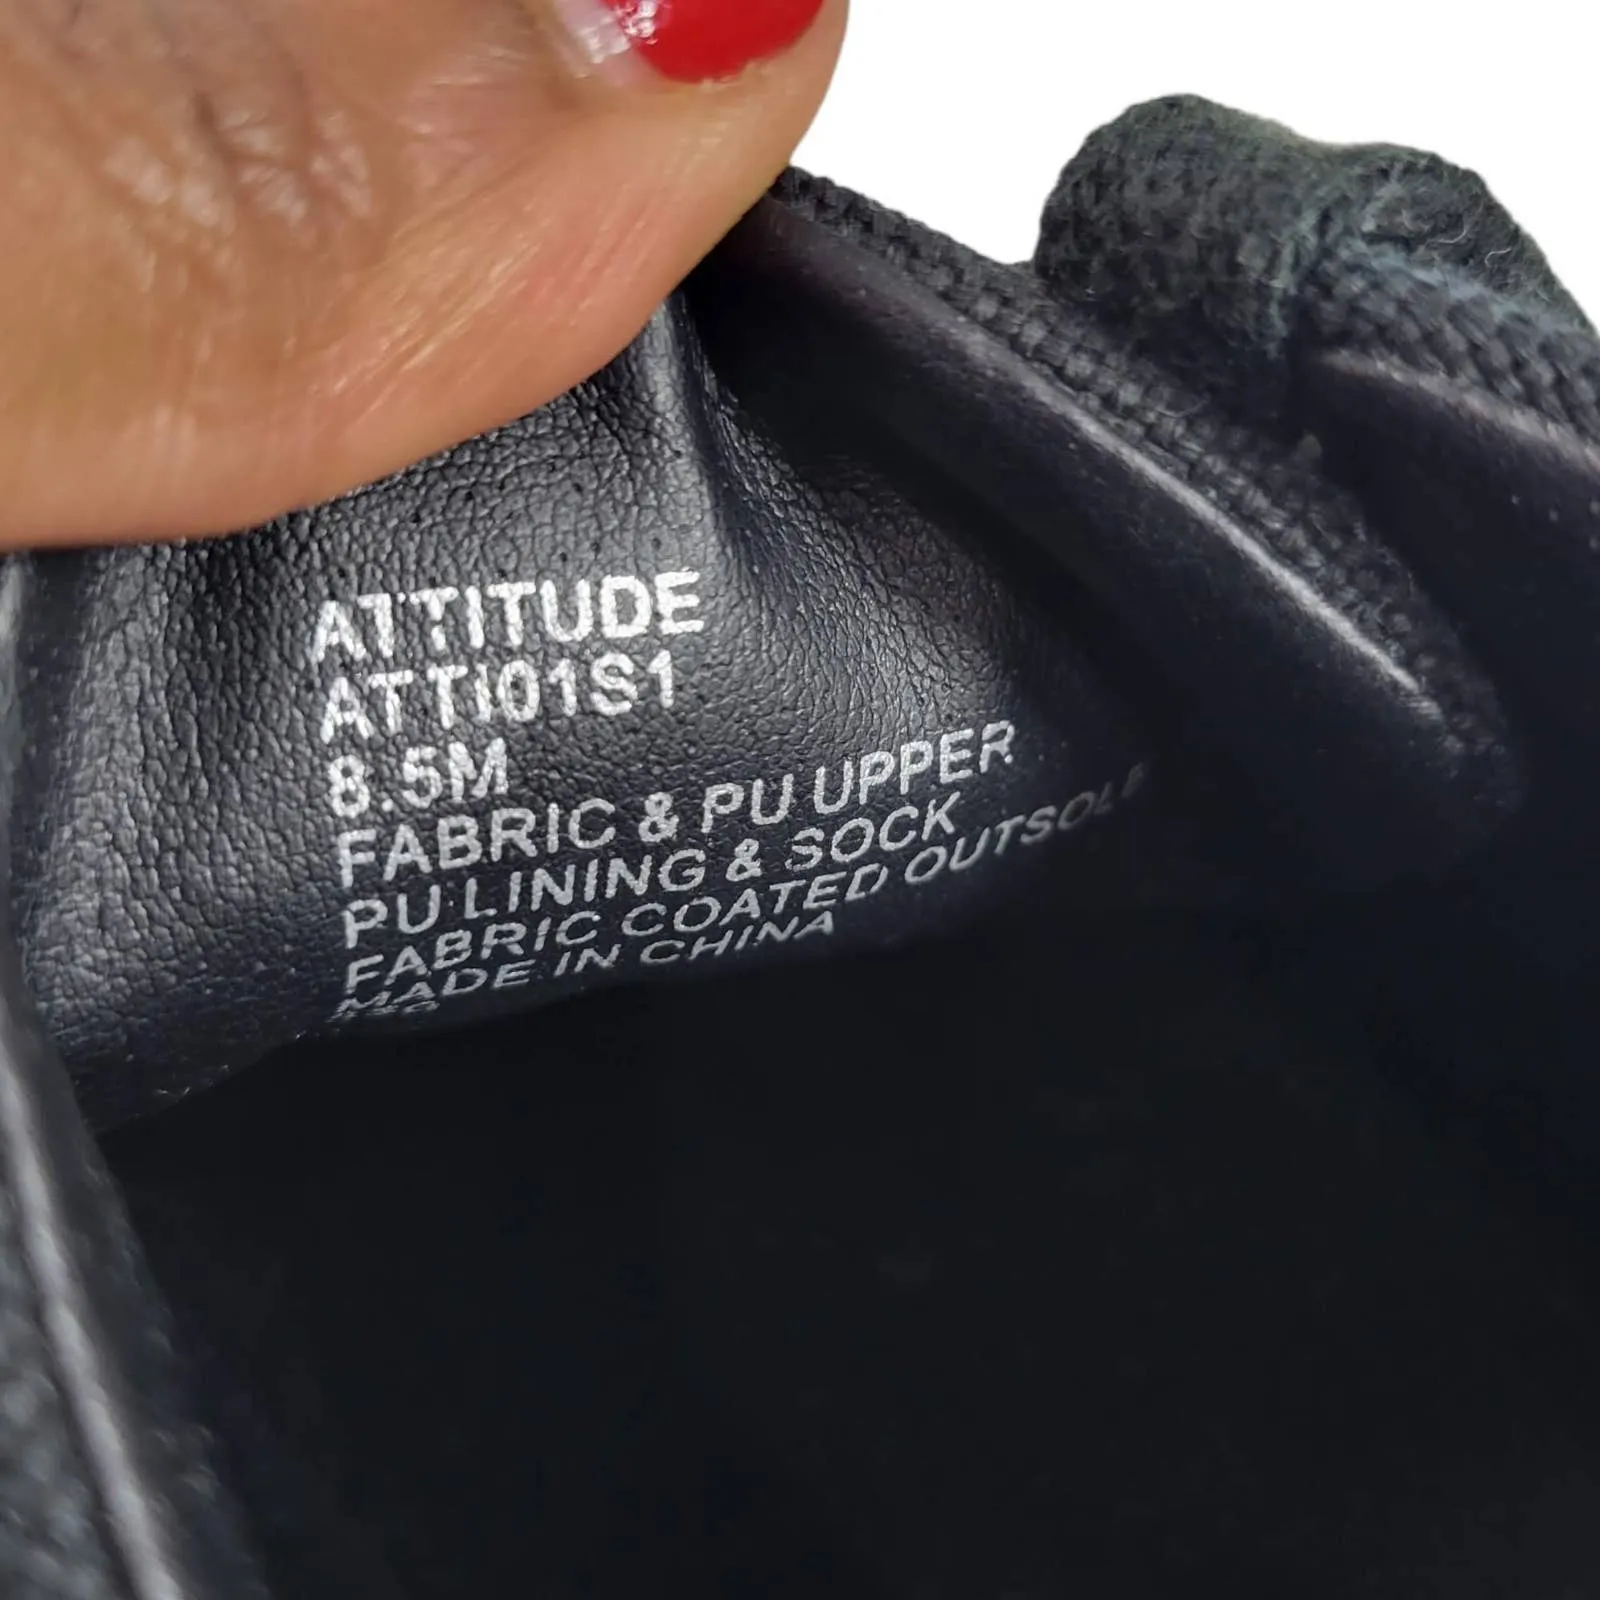 ATTITUDE
ATTI01S1
8.5M
FABRIC & PU UPPER
PU LINING & SOCK
FABRIC COATED OUTSOLE
MADE IN CHINA